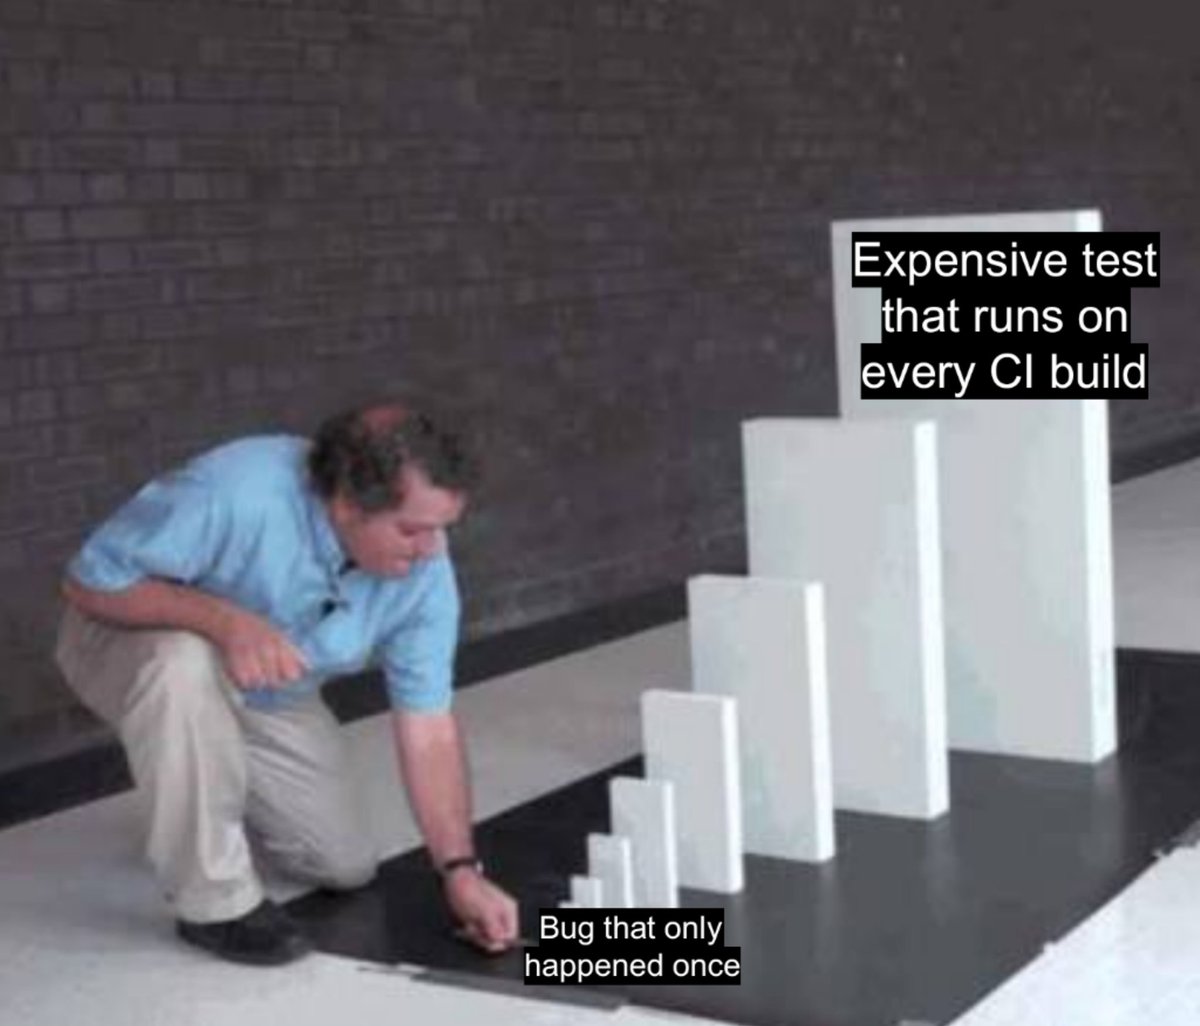 Expensive test
that runs on
every CI build
Bug that only
happened once